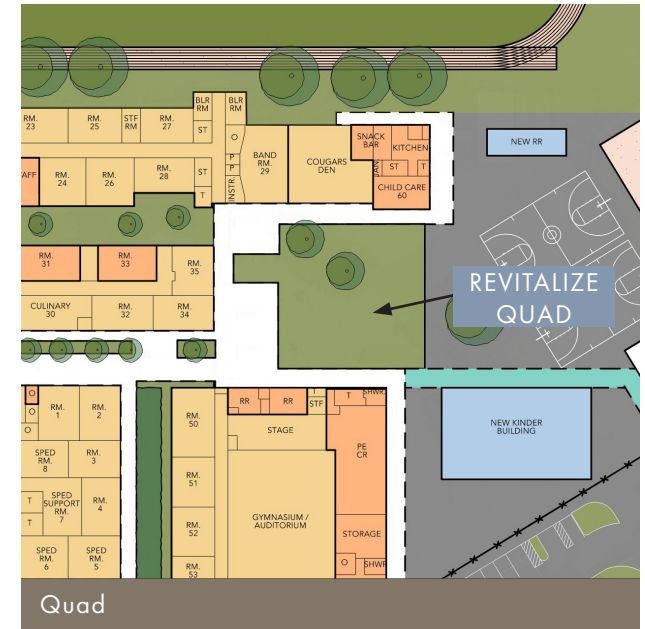 BLR
RM
BLR
RM
RM.
23
RM.
25
STF
RM
RM.
27
ST
O
P
P
INSTR.
BAND
RM.
29
COUGARS
DEN
SNACK
BAR
KITCHEN
JAN
ST
T
CHILD CARE
60
NEW RR
AFF
RM.
24
RM.
26
RM.
28
ST
T
RM.
31
RM.
33
RM.
35
CULINARY
30
RM.
32
RM.
34
REVITALIZE
QUAD
O
O
RM.
1
RM.
2
SPED
RM.
8
RM.
3
T
T
SPED
SUPPORT
RM.
7
RM.
4
SPED
RM.
6
SPED
RM.
5
RM.
50
RM.
51
RM.
52
RM.
53
RR
RR
T
STF
STAGE
GYMNASIUM /
AUDITORIUM
T
SHWR.
PE
CR
STORAGE
O
SHWR
NEW KINDER
BUILDING
Quad